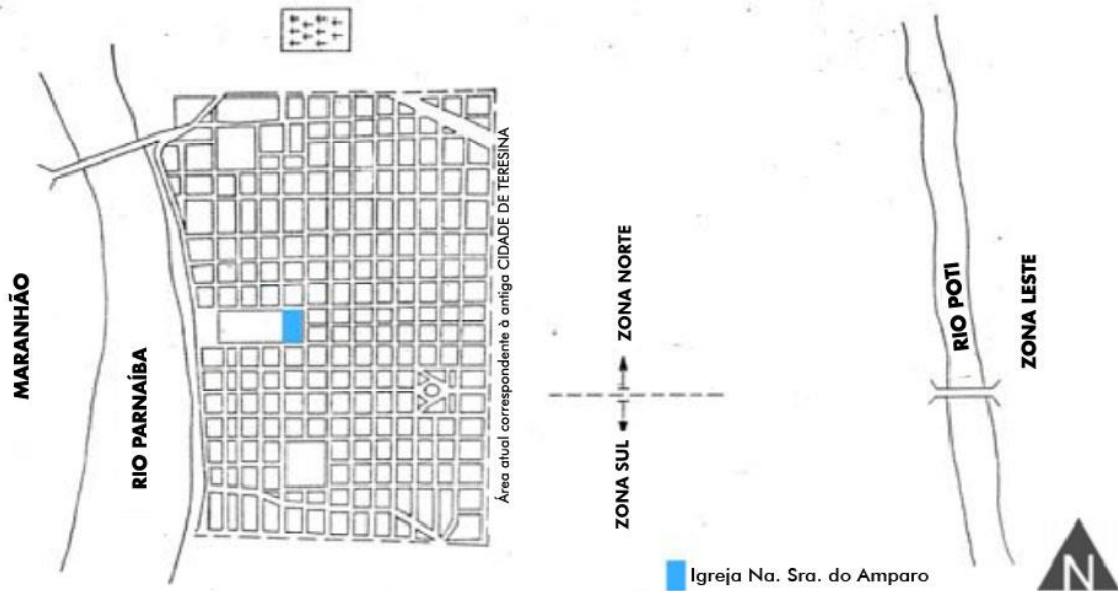 MARANHÃO
RIO PARNAÍBA
Área atual correspondente à antiga CIDADE DE TERESINA
ZONA SUL
ZONA NORTE
RIO POTI
ZONA LESTE
Igreja Na. Sra. do Amparo
N